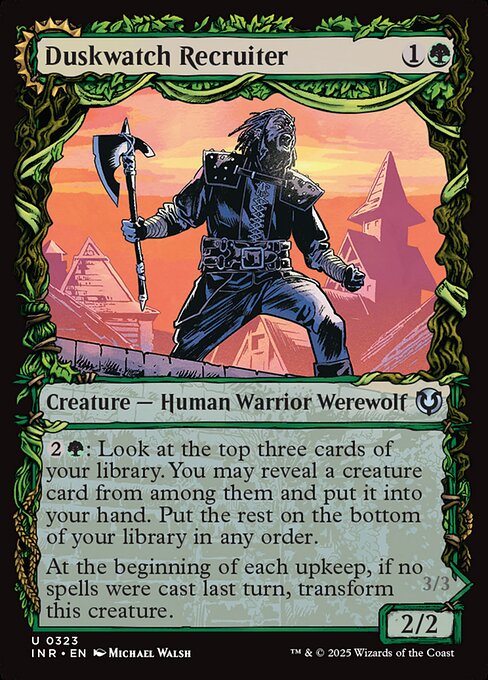 Duskwatch Recruiter 1
Creature — Human Warrior Werewolf
2 : Look at the top three cards of
your library. You may reveal a creature
card from among them and put it into
your hand. Put the rest on the bottom
of your library in any order.
At the beginning of each upkeep, if no
spells were cast last turn, transform
this creature.
3/3
2/2
U 0323
INR • EN Michael Walsh
™ & © 2025 Wizards of the Coast